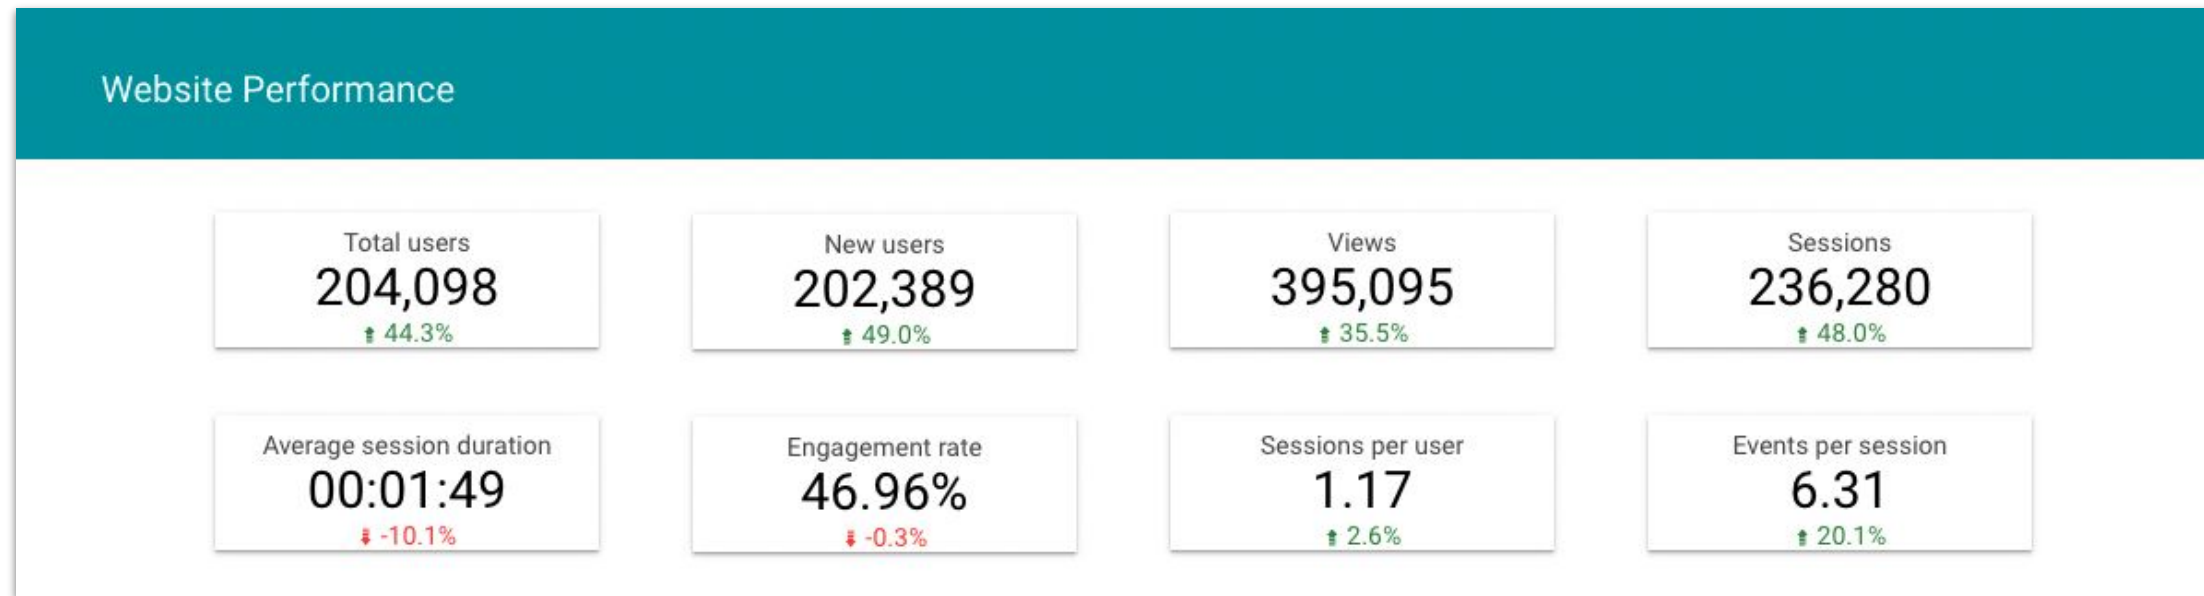 Website Performance
Total users
204,098
44.3%
New users
202,389
49.0%
Views
395,095
35.5%
Sessions
236,280
48.0%
Average session duration
00:01:49
-10.1%
Engagement rate
46.96%
-0.3%
Sessions per user
1.17
2.6%
Events per session
6.31
20.1%